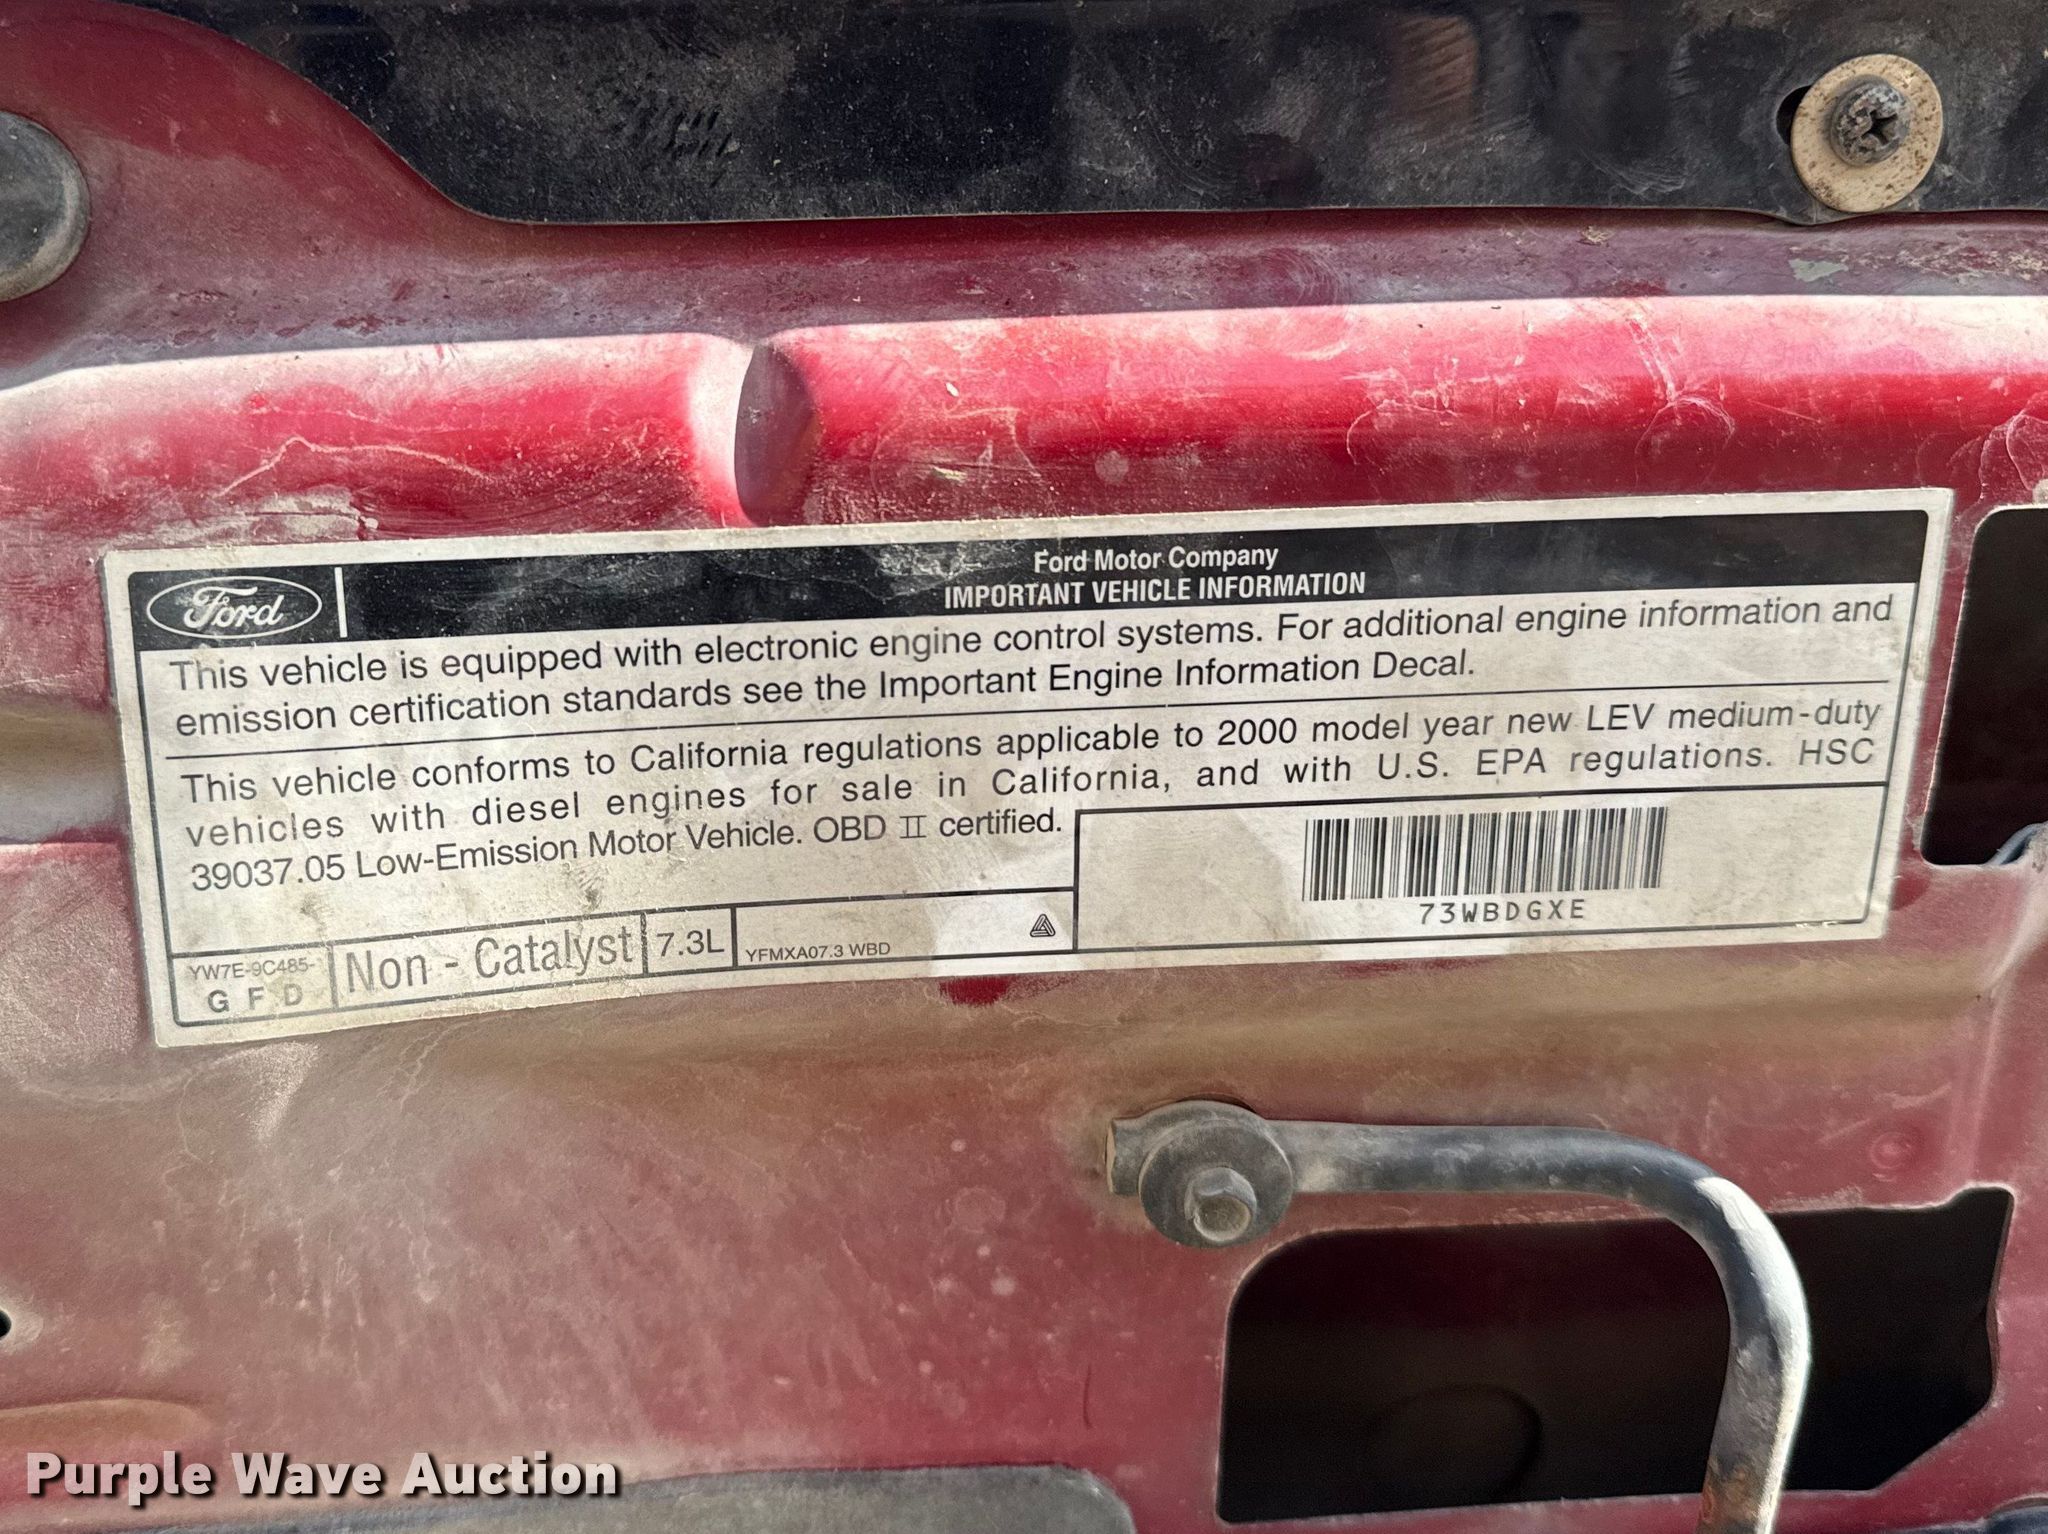 Ford
Ford Motor Company
IMPORTANT VEHICLE INFORMATION
This vehicle is equipped with electronic engine control systems. For additional engine information and
emission certification standards see the Important Engine Information Decal.
This vehicle conforms to California regulations applicable to 2000 model year new LEV medium-duty
vehicles with diesel engines for sale in California, and with U.S. EPA regulations. HSC
39037.05 Low-Emission Motor Vehicle. OBD II certified.
73WBDGXE
YW7E-9C485-
G F D
Non - Catalyst
7.3L
YFMXA07.3 WBD
Purple Wave Auction